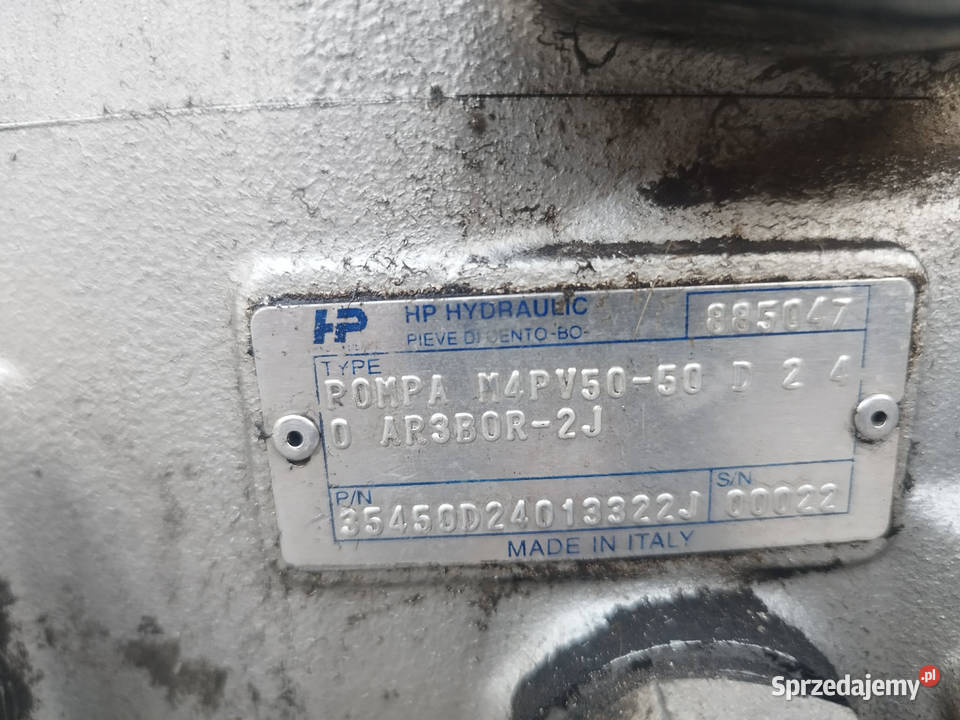 HP HP HYDRAULIC 885047
PIEVE DI CENTO -BO-
TYPE
POMPA M4PV50-50 D 2 4
0 AR3B0R-2J
P/N 35450D24013322J S/N 00022
MADE IN ITALY
Sprzedajemy.pl